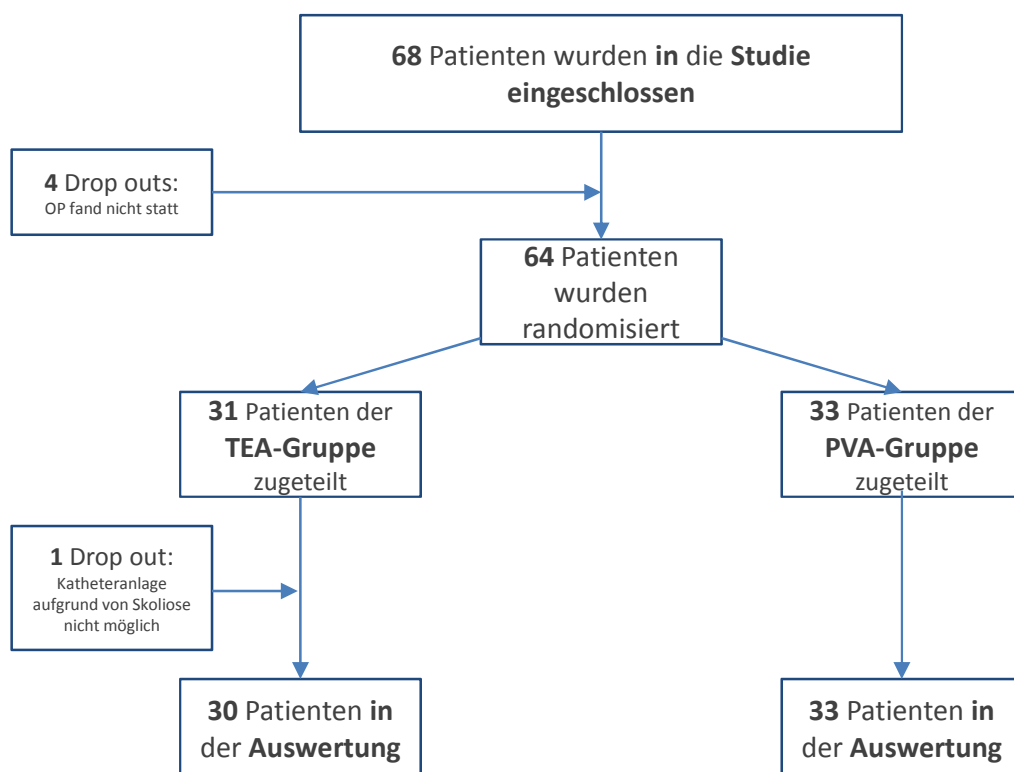 68 Patienten wurden in die Studie
eingeschlossen
4 Drop outs:
OP fand nicht statt
64 Patienten
wurden
randomisiert
31 Patienten der
TEA-Gruppe
zugeteilt
33 Patienten der
PVA-Gruppe
zugeteilt
1 Drop out:
Katheteranlage
aufgrund von Skoliose
nicht möglich
30 Patienten in
der Auswertung
33 Patienten in
der Auswertung